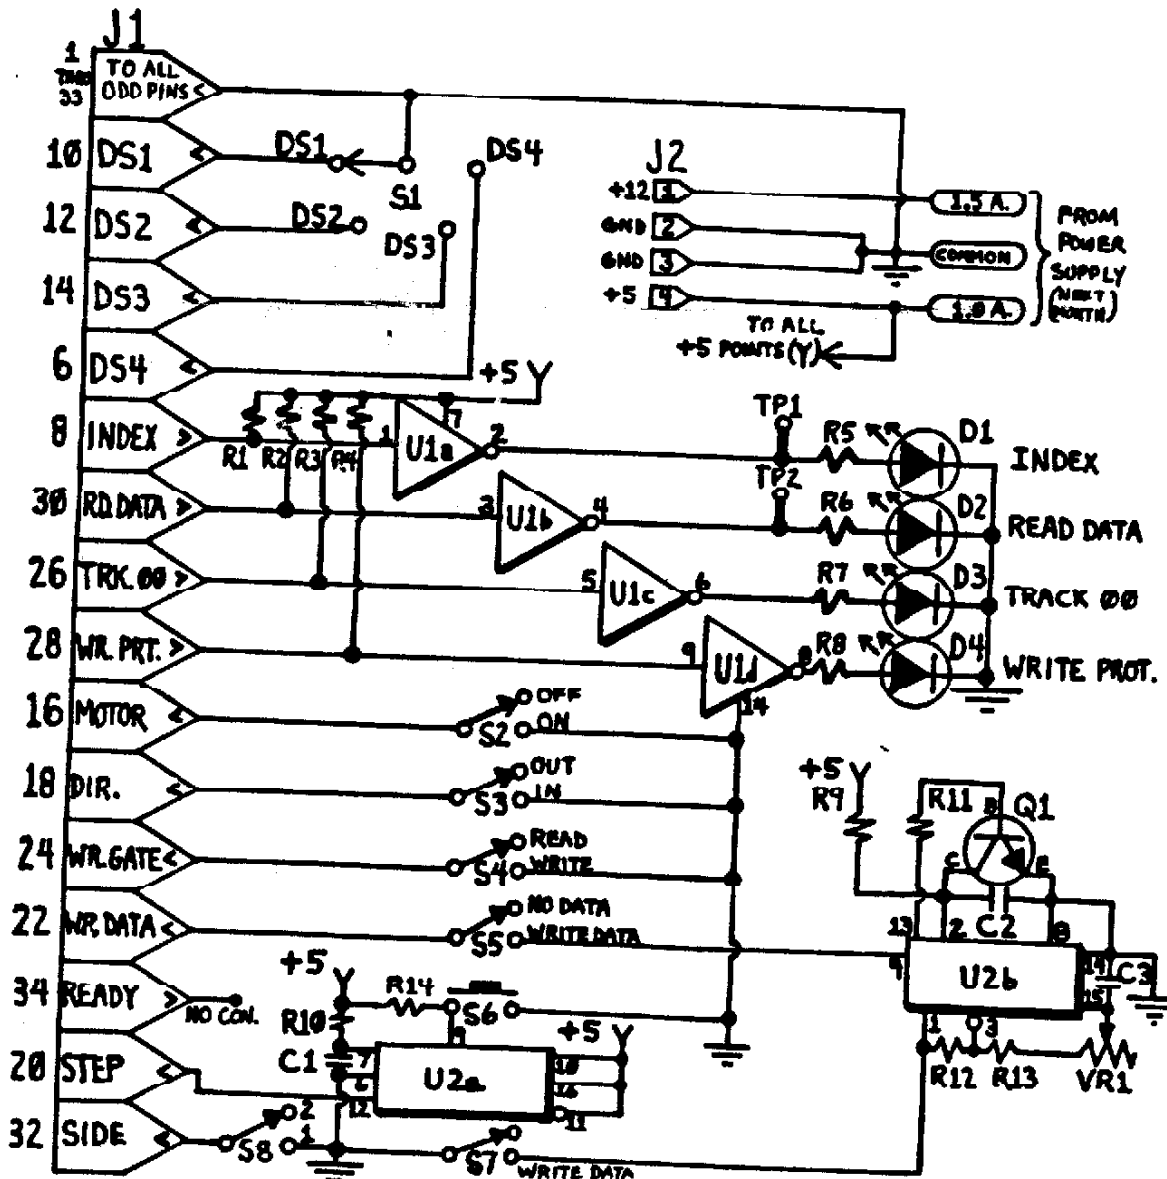 J1
1
THRU
33
TO ALL
ODD PINS
10 DS1
DS1
S1
DS4
12 DS2
DS2
DS3
14 DS3
6 DS4
J2
+12 1
GND 2
GND 3
+5 4
1.5 A.
COMMON
1.0 A.
FROM
POWER
SUPPLY
(NEXT
MONTH)
TO ALL
+5 POINTS (Y)
+5
8 INDEX
R1 R2 R3 R4
1 U1a 2
7
TP1
R5
D1
INDEX
30 RD.DATA
3 U1b 4
TP2
R6
D2
READ DATA
26 TRK.00
5 U1c 6
R7
D3
TRACK 00
28 WR. PRT.
9 U1d 8
14
R8
D4
WRITE PROT.
16 MOTOR
S2
OFF
ON
18 DIR.
S3
OUT
IN
24 WR.GATE
S4
READ
WRITE
22 WR.DATA
S5
NO DATA
WRITE DATA
34 READY
NO CON.
20 STEP
32 SIDE
S8
2
1
+5
R10
R14
S6
C1
7
6
12
9
U2a
10
16
11
+5
S7
WRITE DATA
+5
R9
R11
B
Q1
C
E
C2
13
2
8
U2b
14
15
C3
1
3
R12
R13
VR1